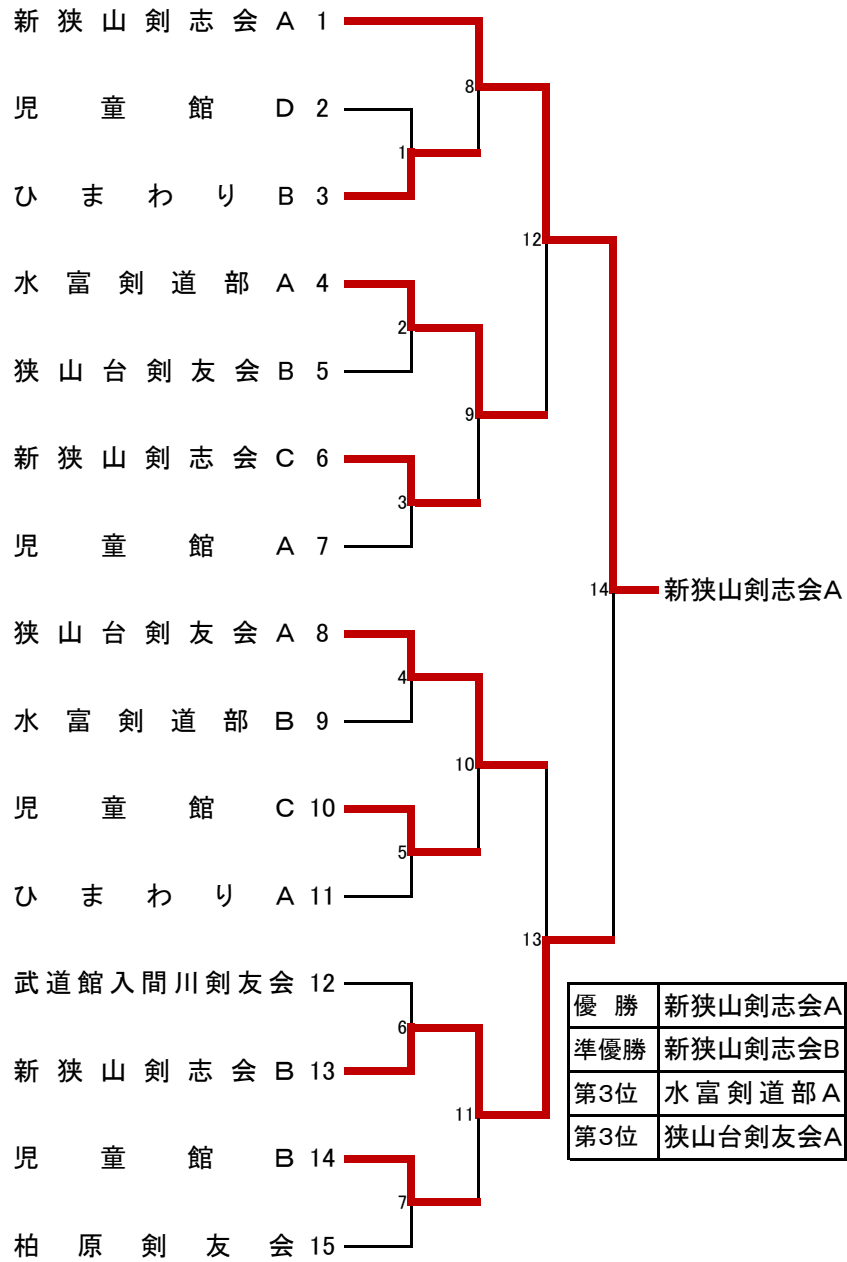 新狭山剣志会A 1
8
児童館D 2
1
ひまわりB 3
12
水富剣道部A 4
2
狭山台剣友会B 5
9
新狭山剣志会C 6
3
児童館A 7
14 新狭山剣志会A
狭山台剣友会A 8
4
水富剣道部B 9
10
児童館C 10
5
ひまわりA 11
13
武道館入間川剣友会 12
優勝 新狭山剣志会A
6
準優勝 新狭山剣志会B
新狭山剣志会B 13
第3位 水富剣道部A
11
第3位 狭山台剣友会A
児童館B 14
7
柏原剣友会 15